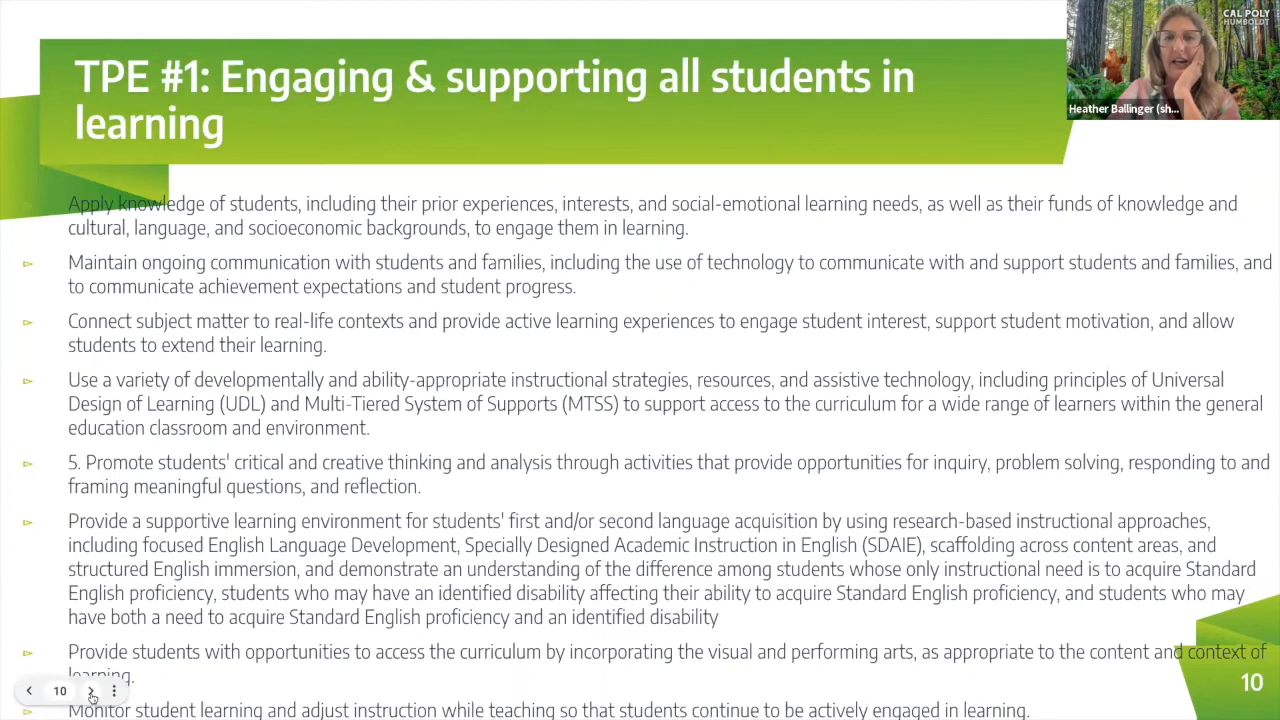 CAL POLY
HUMBOLDT
TPE #1: Engaging & supporting all students in
learning
Heather Ballinger (sh...
Apply knowledge of students, including their prior experiences, interests, and social-emotional learning needs, as well as their funds of knowledge and
cultural, language, and socioeconomic backgrounds, to engage them in learning.
Maintain ongoing communication with students and families, including the use of technology to communicate with and support students and families, and
to communicate achievement expectations and student progress.
Connect subject matter to real-life contexts and provide active learning experiences to engage student interest, support student motivation, and allow
students to extend their learning.
Use a variety of developmentally and ability-appropriate instructional strategies, resources, and assistive technology, including principles of Universal
Design of Learning (UDL) and Multi-Tiered System of Supports (MTSS) to support access to the curriculum for a wide range of learners within the general
education classroom and environment.
5. Promote students' critical and creative thinking and analysis through activities that provide opportunities for inquiry, problem solving, responding to and
framing meaningful questions, and reflection.
Provide a supportive learning environment for students' first and/or second language acquisition by using research-based instructional approaches,
including focused English Language Development, Specially Designed Academic Instruction in English (SDAIE), scaffolding across content areas, and
structured English immersion, and demonstrate an understanding of the difference among students whose only instructional need is to acquire Standard
English proficiency, students who may have an identified disability affecting their ability to acquire Standard English proficiency, and students who may
have both a need to acquire Standard English proficiency and an identified disability
Provide students with opportunities to access the curriculum by incorporating the visual and performing arts, as appropriate to the content and context of
learning.
10
10
Monitor student learning and adjust instruction while teaching so that students continue to be actively engaged in learning.